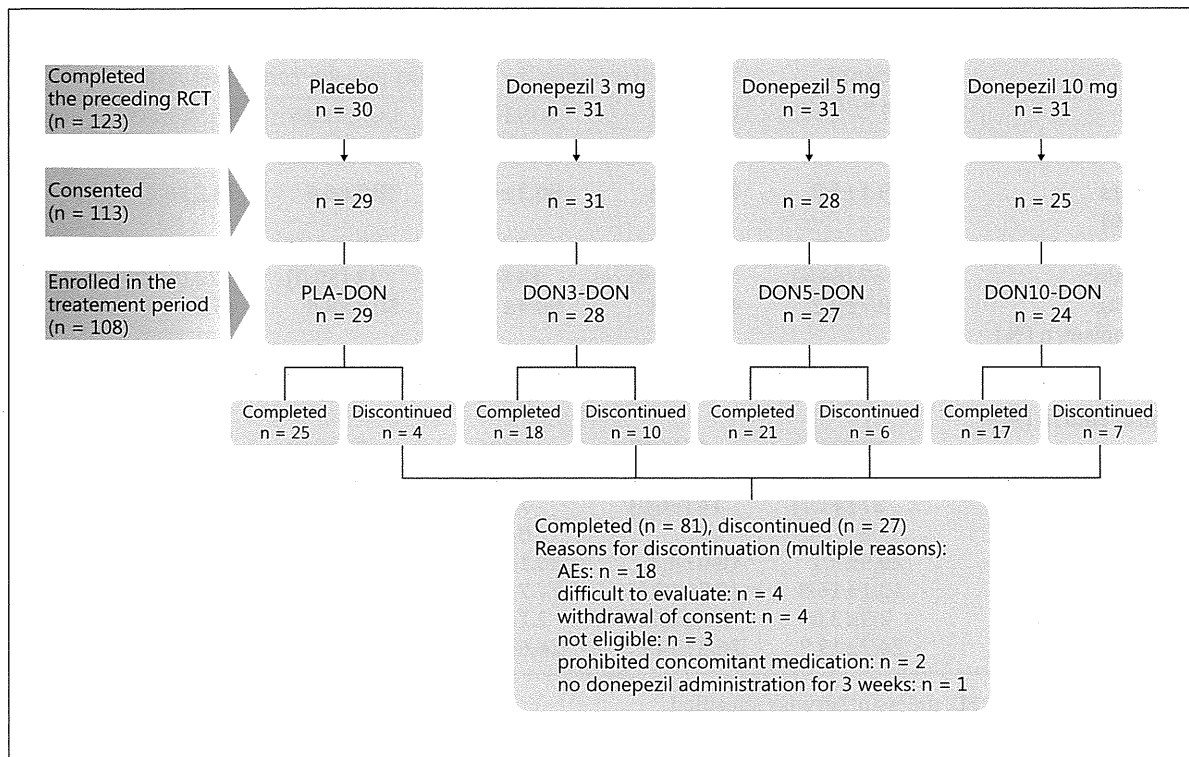 Completed
the preceding RCT
(n = 123)
Placebo
n = 30
Donepezil 3 mg
n = 31
Donepezil 5 mg
n = 31
Donepezil 10 mg
n = 31
Consented
(n = 113)
n = 29
n = 31
n = 28
n = 25
Enrolled in the
treatement period
(n = 108)
PLA-DON
n = 29
DON3-DON
n = 28
DON5-DON
n = 27
DON10-DON
n = 24
Completed
n = 25
Discontinued
n = 4
Completed
n = 18
Discontinued
n = 10
Completed
n = 21
Discontinued
n = 6
Completed
n = 17
Discontinued
n = 7
Completed (n = 81), discontinued (n = 27)
Reasons for discontinuation (multiple reasons):
AEs: n = 18
difficult to evaluate: n = 4
withdrawal of consent: n = 4
not eligible: n = 3
prohibited concomitant medication: n = 2
no donepezil administration for 3 weeks: n = 1